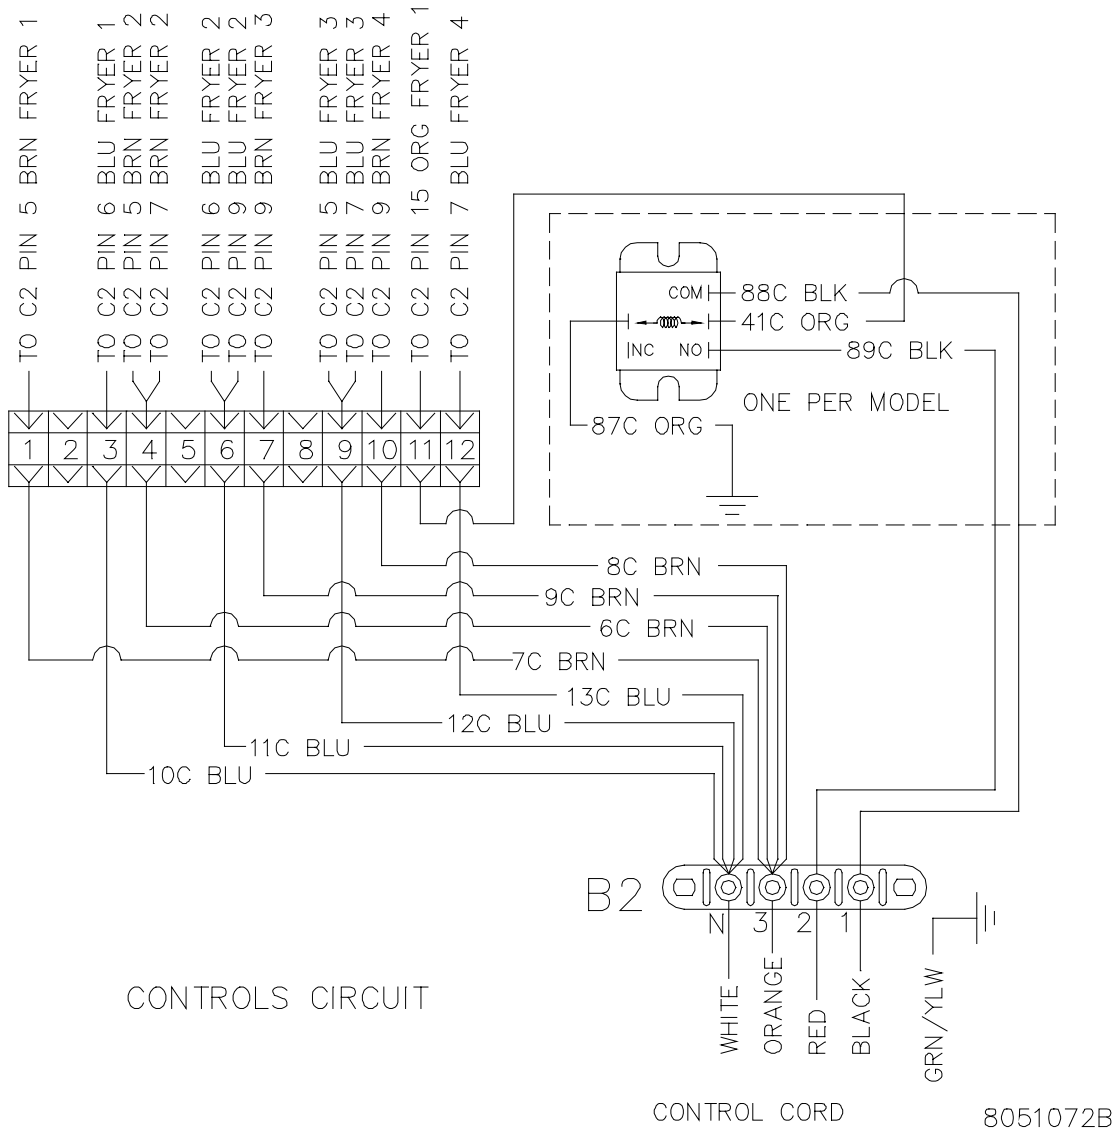 TO C2 PIN 5 BRN FRYER 1
TO C2 PIN 6 BLU FRYER 1
TO C2 PIN 5 BRN FRYER 2
TO C2 PIN 7 BRN FRYER 2
TO C2 PIN 6 BLU FRYER 2
TO C2 PIN 9 BLU FRYER 2
TO C2 PIN 9 BRN FRYER 3
TO C2 PIN 5 BLU FRYER 3
TO C2 PIN 7 BLU FRYER 3
TO C2 PIN 9 BRN FRYER 4
TO C2 PIN 15 ORG FRYER 1
TO C2 PIN 7 BLU FRYER 4
COM
88C BLK
41C ORG
NC NO
89C BLK
ONE PER MODEL
87C ORG
1 2 3 4 5 6 7 8 9 10 11 12
8C BRN
9C BRN
6C BRN
7C BRN
13C BLU
12C BLU
11C BLU
10C BLU
B2
N 3 2 1
WHITE
ORANGE
RED
BLACK
GRN/YLW
CONTROLS CIRCUIT
CONTROL CORD
8051072B